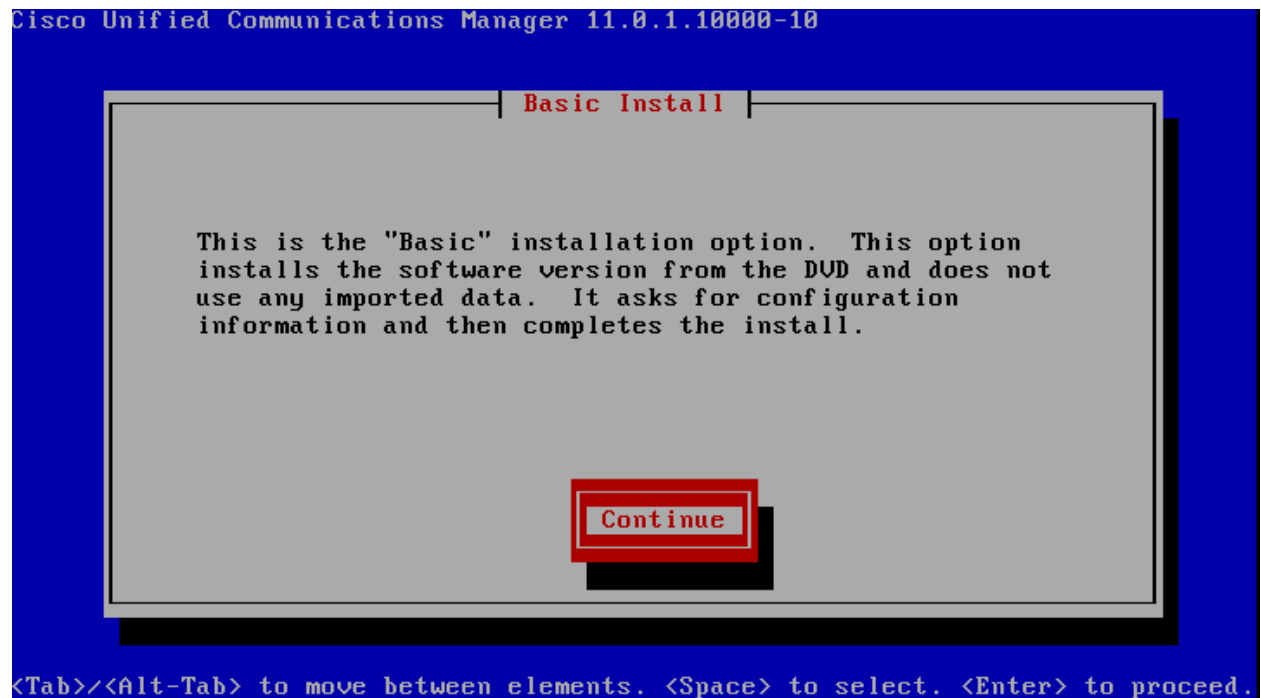 Cisco Unified Communications Manager 11.0.1.10000-10
Basic Install
This is the "Basic" installation option.  This option
installs the software version from the DVD and does not
use any imported data.  It asks for configuration
information and then completes the install.
Continue
<Tab>/<Alt-Tab> to move between elements. <Space> to select. <Enter> to proceed.